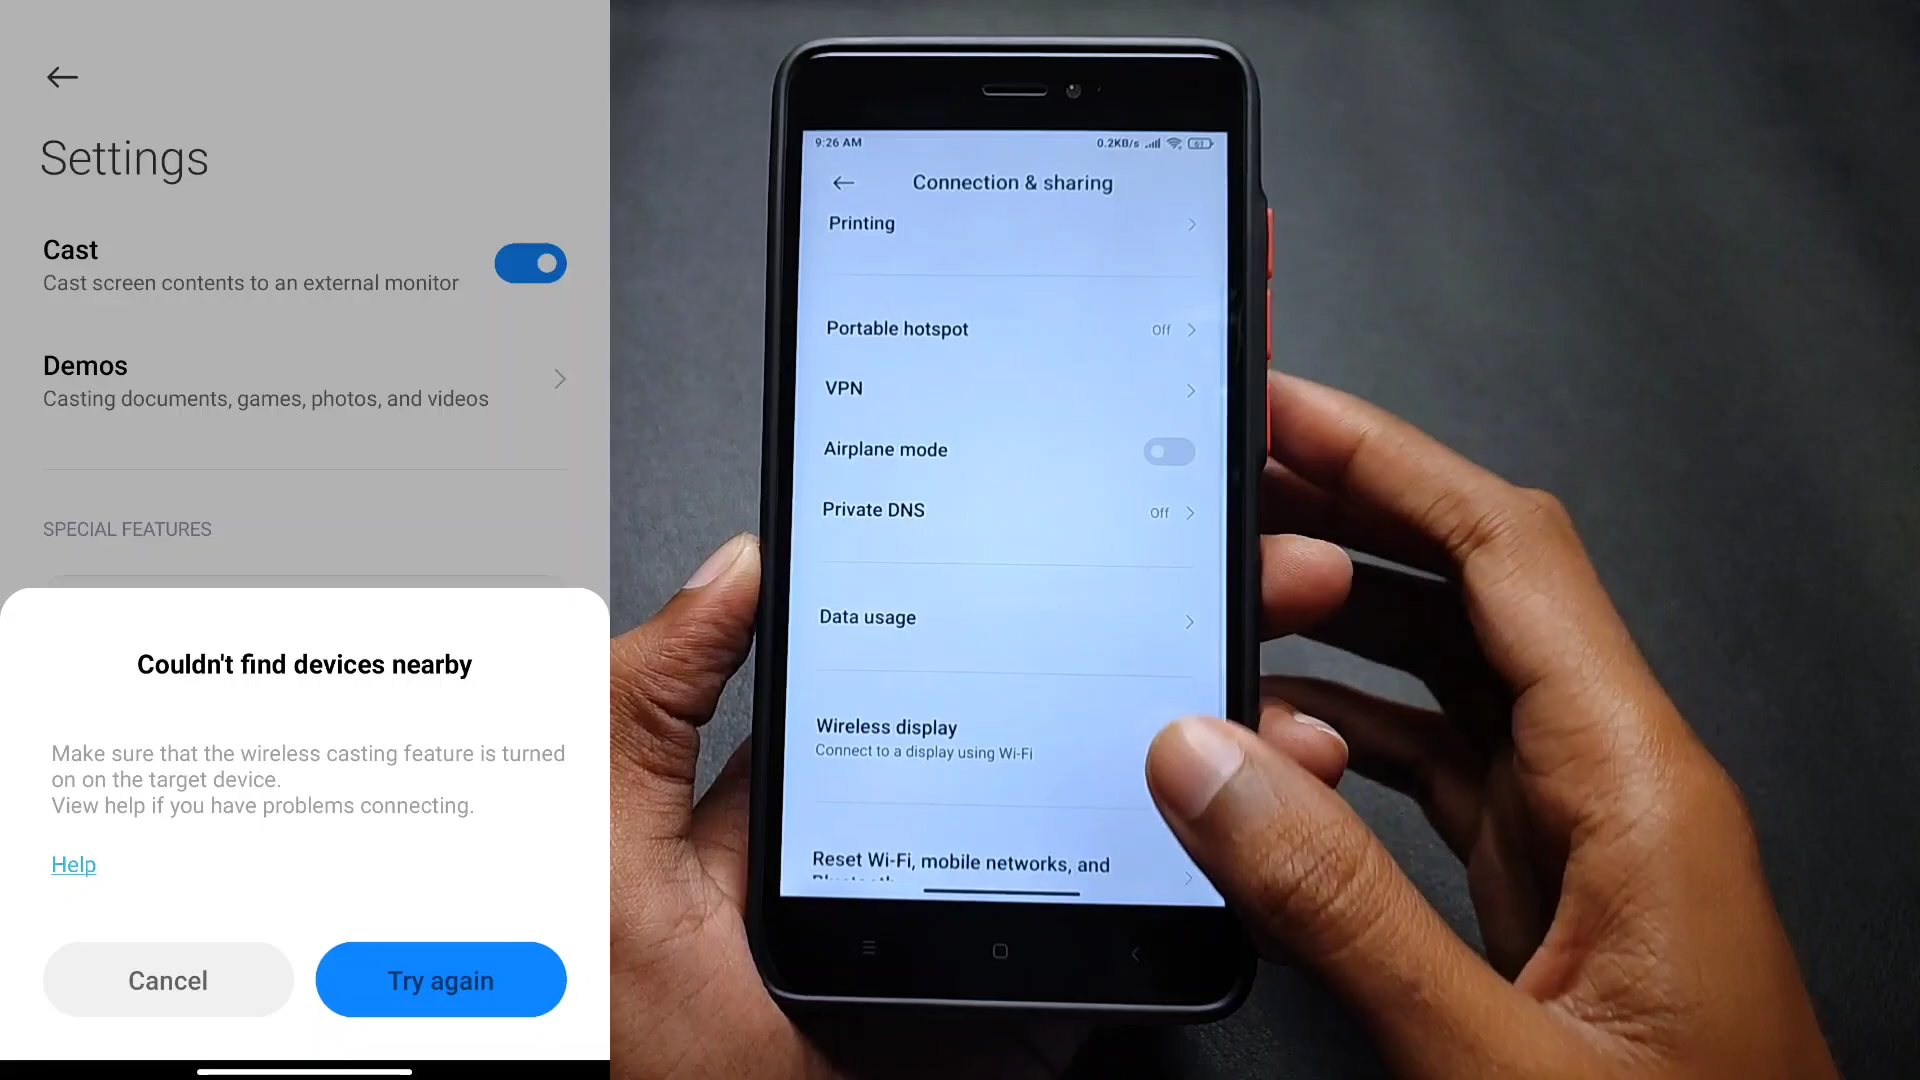 Settings
Cast
Cast screen contents to an external monitor
Demos
Casting documents, games, photos, and videos
SPECIAL FEATURES
Couldn't find devices nearby
Make sure that the wireless casting feature is turned
on on the target device.
View help if you have problems connecting.
Help
Cancel
Try again
9:26 AM
0.2KB/s
Connection & sharing
Printing
Portable hotspot
Off
VPN
Airplane mode
Private DNS
Off
Data usage
Wireless display
Connect to a display using Wi-Fi
Reset Wi-Fi, mobile networks, and